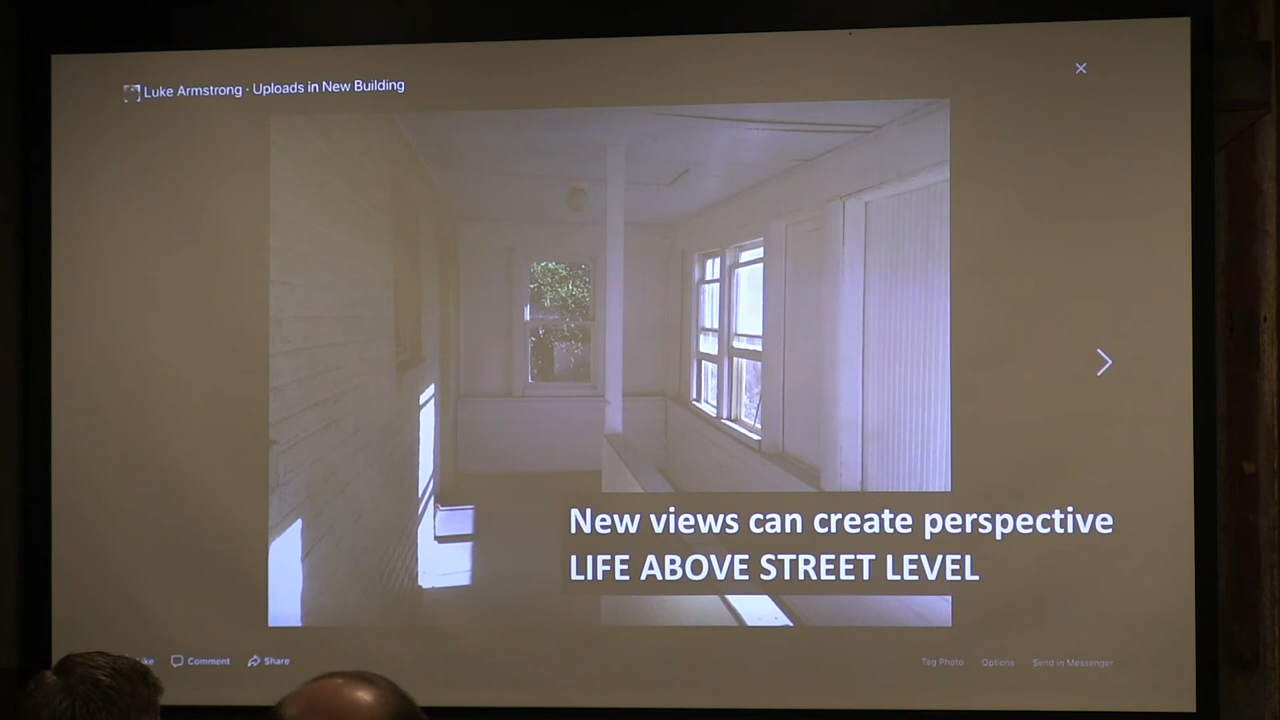 Luke Armstrong · Uploads in New Building
New views can create perspective
LIFE ABOVE STREET LEVEL
Comment Share
Tag Photo Options Send in Messenger